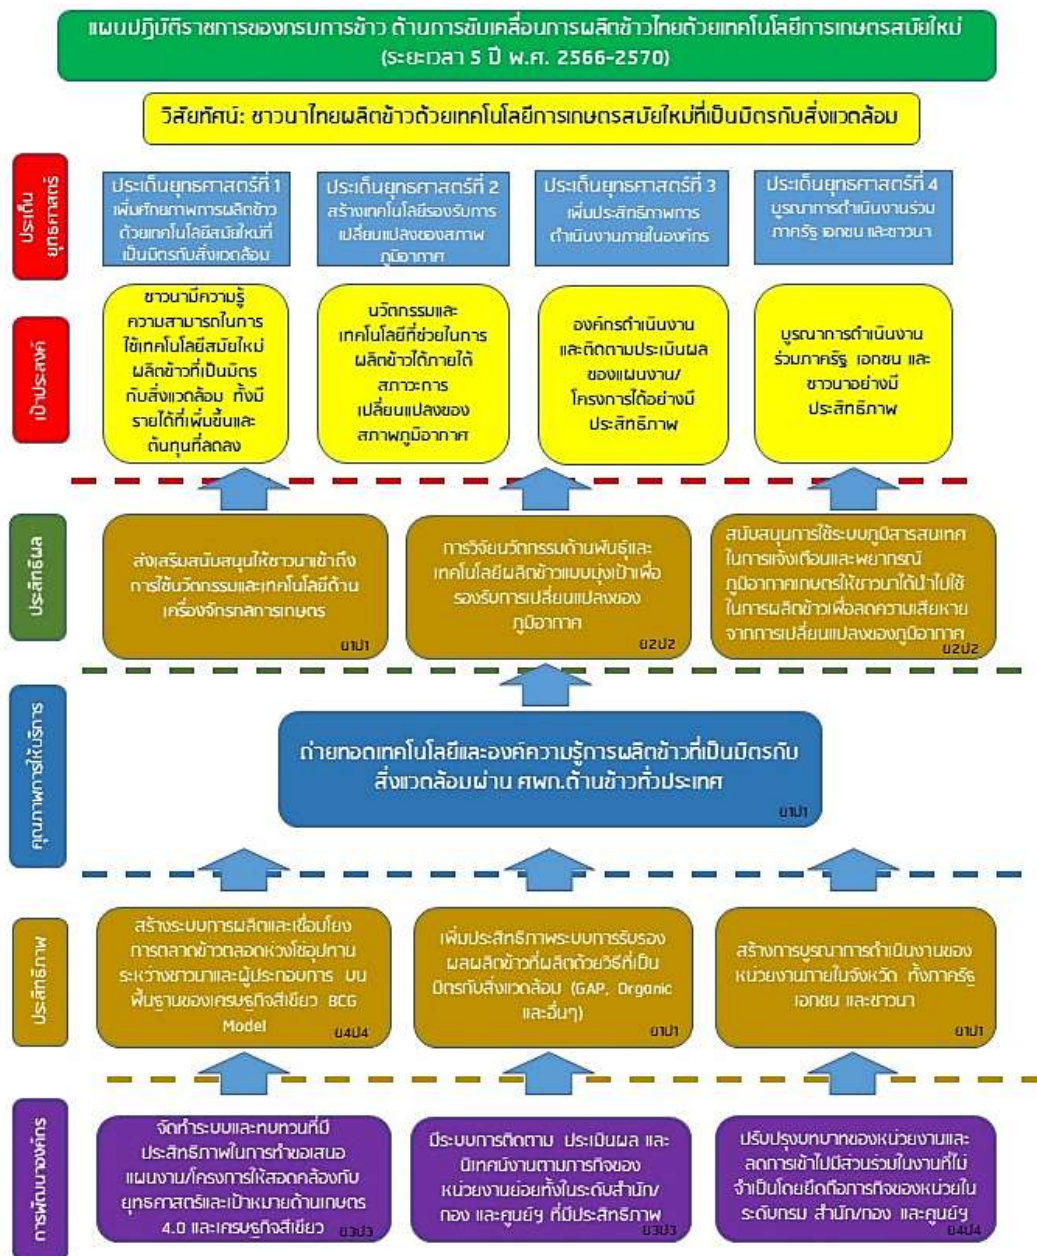 แผนปฏิบัติราชการของกรมการข้าว ด้านการขับเคลื่อนการผลิตข้าวไทยด้วยเทคโนโลยีการเกษตรสมัยใหม่
(ระยะเวลา 5 ปี พ.ศ. 2566-2570)
วิสัยทัศน์: ชาวนาไทยผลิตข้าวด้วยเทคโนโลยีการเกษตรสมัยใหม่ที่เป็นมิตรกับสิ่งแวดล้อม
ประเด็น
ยุทธศาสตร์
ประเด็นยุทธศาสตร์ที่ 1
เพิ่มศักยภาพการผลิตข้าว
ด้วยเทคโนโลยีสมัยใหม่ที่
เป็นมิตรกับสิ่งแวดล้อม
ประเด็นยุทธศาสตร์ที่ 2
สร้างเทคโนโลยีรองรับการ
เปลี่ยนแปลงของสภาพ
ภูมิอากาศ
ประเด็นยุทธศาสตร์ที่ 3
เพิ่มประสิทธิภาพการ
ดำเนินงานภายในองค์กร
ประเด็นยุทธศาสตร์ที่ 4
บูรณาการดำเนินงานร่วม
ภาครัฐ เอกชน และชาวนา
เป้าประสงค์
ชาวนามีความรู้
ความสามารถในการ
ใช้เทคโนโลยีสมัยใหม่
ผลิตข้าวที่เป็นมิตร
กับสิ่งแวดล้อม ทั้งมี
รายได้ที่เพิ่มขึ้นและ
ต้นทุนที่ลดลง
นวัตกรรมและ
เทคโนโลยีที่ช่วยในการ
ผลิตข้าวได้ภายใต้
สภาวะการ
เปลี่ยนแปลงของ
สภาพภูมิอากาศ
องค์กรดำเนินงาน
และติดตามประเมินผล
ของแผนงาน/
โครงการได้อย่างมี
ประสิทธิภาพ
บูรณาการดำเนินงาน
ร่วมภาครัฐ เอกชน และ
ชาวนาอย่างมี
ประสิทธิภาพ
ประสิทธิผล
ส่งเสริมสนับสนุนให้ชาวนาเข้าถึง
การใช้นวัตกรรมและเทคโนโลยีด้าน
เครื่องจักรกลการเกษตร
ย1ป1
การวิจัยนวัตกรรมด้านพันธุ์และ
เทคโนโลยีผลิตข้าวแบบมุ่งเป้าเพื่อ
รองรับการเปลี่ยนแปลงของ
ภูมิอากาศ
ย2ป2
สนับสนุนการใช้ระบบภูมิสารสนเทศ
ในการแจ้งเตือนและพยากรณ์
ภูมิอากาศเกษตรให้ชาวนาได้นำไปใช้
ในการผลิตข้าวเพื่อลดความเสียหาย
จากการเปลี่ยนแปลงของภูมิอากาศ
ย2ป2
คุณภาพการให้บริการ
ถ่ายทอดเทคโนโลยีและองค์ความรู้การผลิตข้าวที่เป็นมิตรกับ
สิ่งแวดล้อมผ่าน ศพก.ด้านข้าวทั่วประเทศ
ย1ป1
ประสิทธิภาพ
สร้างระบบการผลิตและเชื่อมโยง
การตลาดข้าวตลอดห่วงโซ่อุปทาน
ระหว่างชาวนาและผู้ประกอบการ บน
พื้นฐานของเศรษฐกิจสีเขียว BCG
Model
ย4ป4
เพิ่มประสิทธิภาพระบบการรับรอง
ผลผลิตข้าวที่ผลิตด้วยวิธีที่เป็น
มิตรกับสิ่งแวดล้อม (GAP, Organic
และอื่นๆ)
ย1ป1
สร้างการบูรณาการดำเนินงานของ
หน่วยงานภายในจังหวัด ทั้งภาครัฐ
เอกชน และชาวนา
ย1ป1
การพัฒนาองค์กร
จัดทำระบบและทบทวนที่มี
ประสิทธิภาพในการทำขอเสนอ
แผนงาน/โครงการให้สอดคล้องกับ
ยุทธศาสตร์และเป้าหมายด้านเกษตร
4.0 และเศรษฐกิจสีเขียว
ย3ป3
มีระบบการติดตาม ประเมินผล และ
นิเทศน์งานตามภารกิจของ
หน่วยงานย่อยทั้งในระดับสำนัก/
กอง และศูนย์ฯ ที่มีประสิทธิภาพ
ย3ป3
ปรับปรุงบทบาทของหน่วยงานและ
ลดการเข้าไปมีส่วนร่วมในงานที่ไม่
จำเป็นโดยยึดถือภารกิจของหน่วยใน
ระดับกรม สำนัก/กอง และศูนย์ฯ
ย4ป4